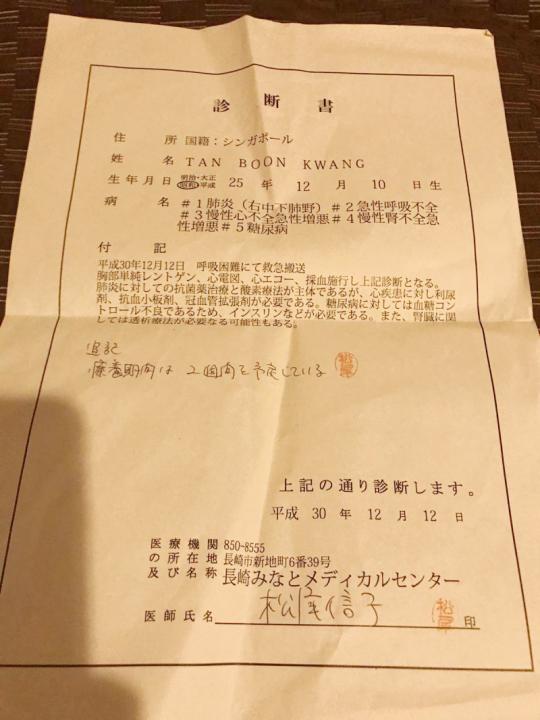 診断書
住所 国籍：シンガポール
姓名 TAN BOON KWANG
生年月日 明治・大正 昭和・平成 25 年 12 月 10 日生
病名 ＃１肺炎（右中下肺野）＃２急性呼吸不全
＃３慢性心不全急性増悪＃４慢性腎不全急
性増悪＃５糖尿病
付記
平成30年12月12日 呼吸困難にて救急搬送
胸部単純レントゲン、心電図、心エコー、採血施行し上記診断となる。
肺炎に対しての抗菌薬治療と酸素療法が主体であるが、心疾患に対し利尿
剤、抗血小板剤、冠血管拡張剤が必要である。糖尿病に対しては血糖コント
ロール不良であるため、インスリンなどが必要である。また、腎臓に関
しては透析療法が必要なる可能性もある。
追記
療養期間は 2週間を予定している
上記の通り診断します。
平成 30 年 12 月 12 日
医療機関 850-8555
の所在地 長崎市新地町6番39号
及び名称 長崎みなとメディカルセンター
医師氏名 松尾信子 印